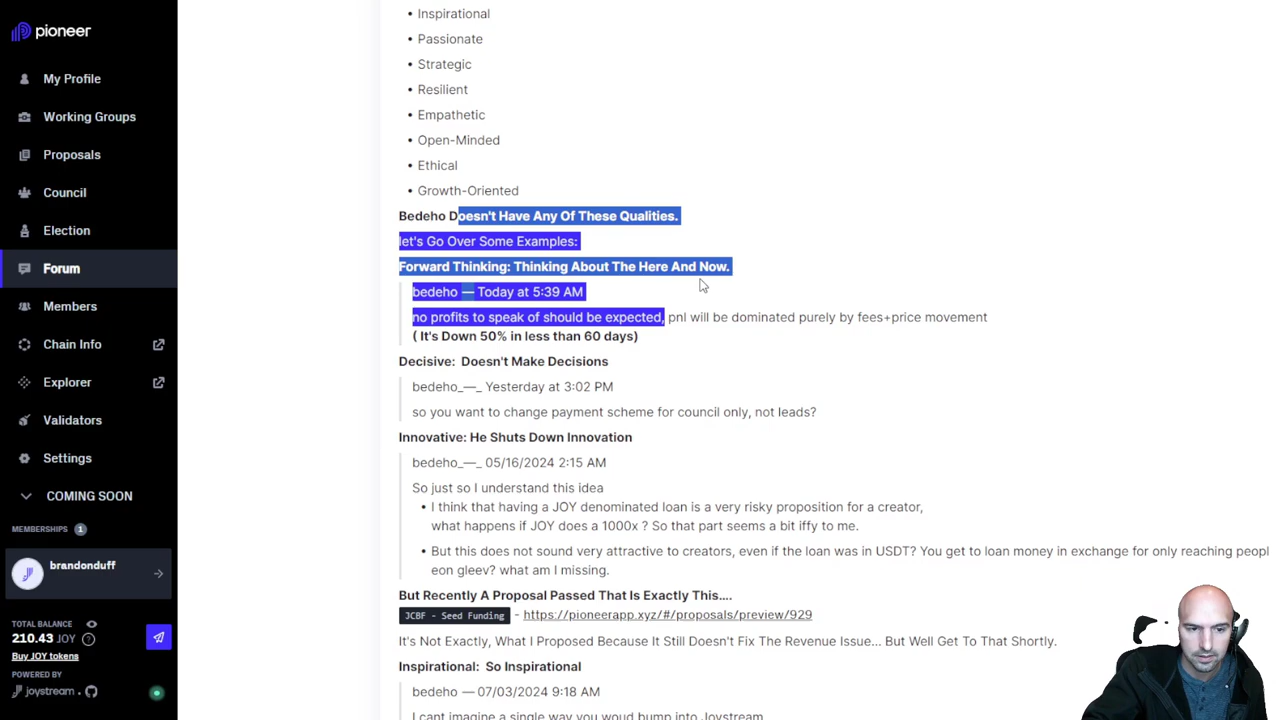 pioneer
My Profile
Working Groups
Proposals
Council
Election
Forum
Members
Chain Info
Explorer
Validators
Settings
COMING SOON
MEMBERSHIPS 1
brandonduff
TOTAL BALANCE
210.43 JOY ?
Buy JOY tokens
POWERED BY
joystream
• Inspirational
• Passionate
• Strategic
• Resilient
• Empathetic
• Open-Minded
• Ethical
• Growth-Oriented
Bedeho Doesn't Have Any Of These Qualities.
let's Go Over Some Examples:
Forward Thinking: Thinking About The Here And Now.
bedeho — Today at 5:39 AM
no profits to speak of should be expected, pnl will be dominated purely by fees+price movement
( It's Down 50% in less than 60 days)
Decisive: Doesn't Make Decisions
bedeho_—_ Yesterday at 3:02 PM
so you want to change payment scheme for council only, not leads?
Innovative: He Shuts Down Innovation
bedeho_—_ 05/16/2024 2:15 AM
So just so I understand this idea
• I think that having a JOY denominated loan is a very risky proposition for a creator,
what happens if JOY does a 1000x ? So that part seems a bit iffy to me.
• But this does not sound very attractive to creators, even if the loan was in USDT? You get to loan money in exchange for only reaching peopl
eon gleev? what am I missing.
But Recently A Proposal Passed That Is Exactly This....
JCBF - Seed Funding - https://pioneerapp.xyz/#/proposals/preview/929
It's Not Exactly, What I Proposed Because It Still Doesn't Fix The Revenue Issue... But Well Get To That Shortly.
Inspirational: So Inspirational
bedeho — 07/03/2024 9:18 AM
I cant imagine a single way you woud bump into Joystream